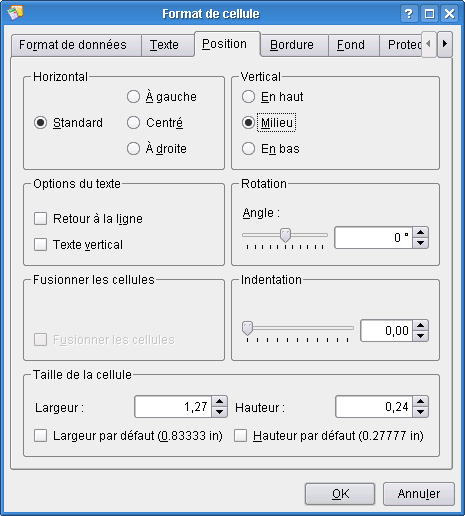 Format de cellule
Format de données Texte Position Bordure Fond Protec
Horizontal
À gauche
Standard Centré
À droite
Vertical
En haut
Milieu
En bas
Options du texte
Retour à la ligne
Texte vertical
Rotation
Angle :
0 °
Fusionner les cellules
Fusionner les cellules
Indentation
0,00
Taille de la cellule
Largeur : 1,27 Hauteur : 0,24
Largeur par défaut (0.83333 in) Hauteur par défaut (0.27777 in)
OK Annuler